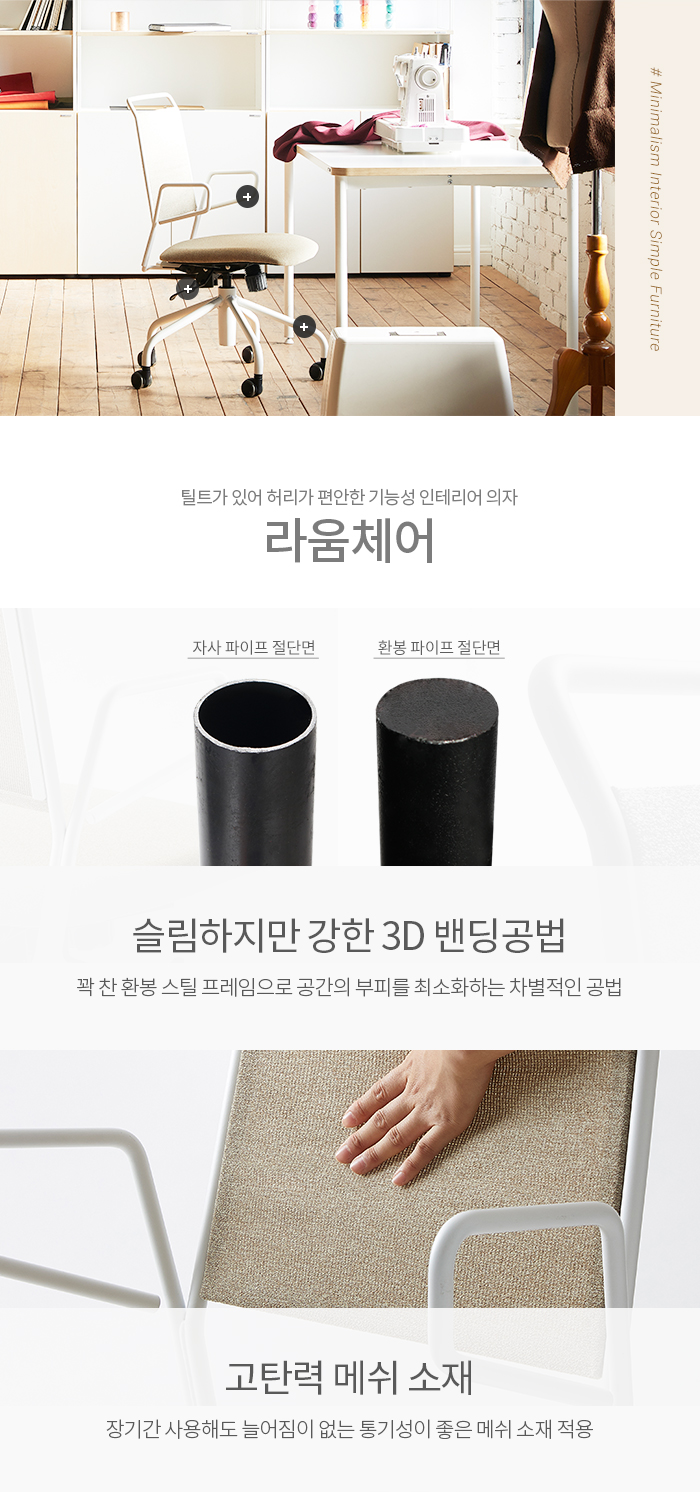 # Minimalism Interior Simple Furniture
틸트가 있어 허리가 편안한 기능성 인테리어 의자
라움체어
자사 파이프 절단면
환봉 파이프 절단면
슬림하지만 강한 3D 밴딩공법
꽉 찬 환봉 스틸 프레임으로 공간의 부피를 최소화하는 차별적인 공법
고탄력 메쉬 소재
장기간 사용해도 늘어짐이 없는 통기성이 좋은 메쉬 소재 적용